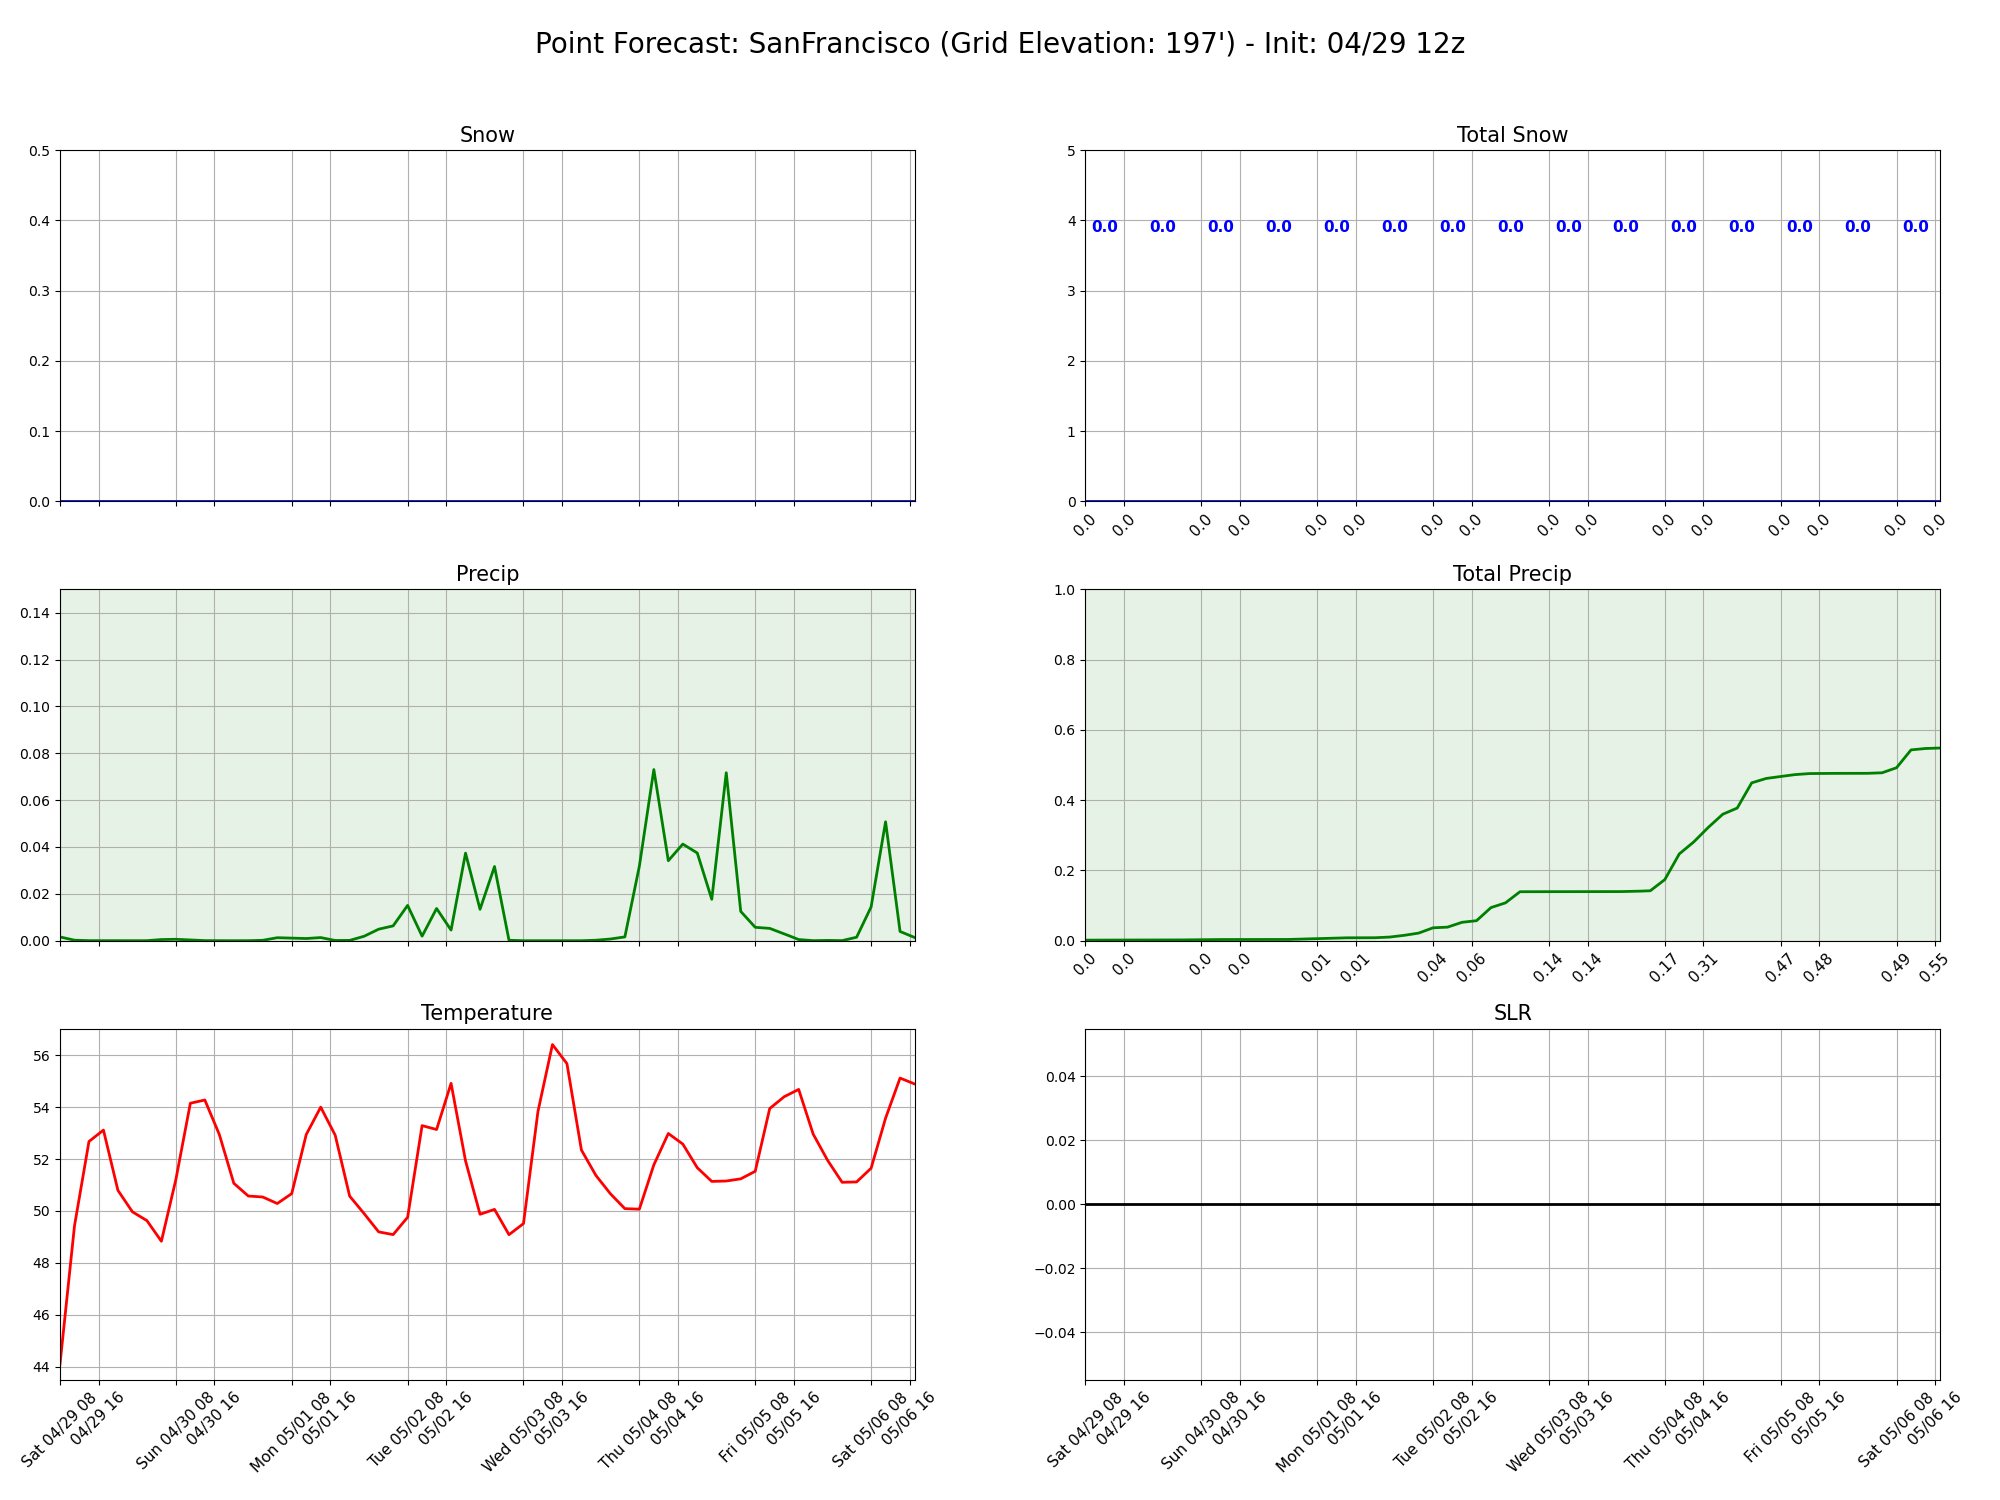 Point Forecast: SanFrancisco (Grid Elevation: 197') - Init: 04/29 12z
Snow
0.5
0.4
0.3
0.2
0.1
0.0
Total Snow
5
4
3
2
1
0
0.0 0.0 0.0 0.0 0.0 0.0 0.0 0.0 0.0 0.0 0.0 0.0 0.0 0.0 0.0
0.0 0.0 0.0 0.0 0.0 0.0 0.0 0.0 0.0 0.0 0.0 0.0 0.0 0.0 0.0 0.0
Precip
0.14
0.12
0.10
0.08
0.06
0.04
0.02
0.00
Total Precip
1.0
0.8
0.6
0.4
0.2
0.0
0.0 0.0 0.0 0.0 0.01 0.01 0.04 0.06 0.14 0.14 0.17 0.31 0.47 0.48 0.49 0.55
Temperature
56
54
52
50
48
46
44
Sat 04/29 08
04/29 16
Sun 04/30 08
04/30 16
Mon 05/01 08
05/01 16
Tue 05/02 08
05/02 16
Wed 05/03 08
05/03 16
Thu 05/04 08
05/04 16
Fri 05/05 08
05/05 16
Sat 05/06 08
05/06 16
SLR
0.04
0.02
0.00
−0.02
−0.04
Sat 04/29 08
04/29 16
Sun 04/30 08
04/30 16
Mon 05/01 08
05/01 16
Tue 05/02 08
05/02 16
Wed 05/03 08
05/03 16
Thu 05/04 08
05/04 16
Fri 05/05 08
05/05 16
Sat 05/06 08
05/06 16